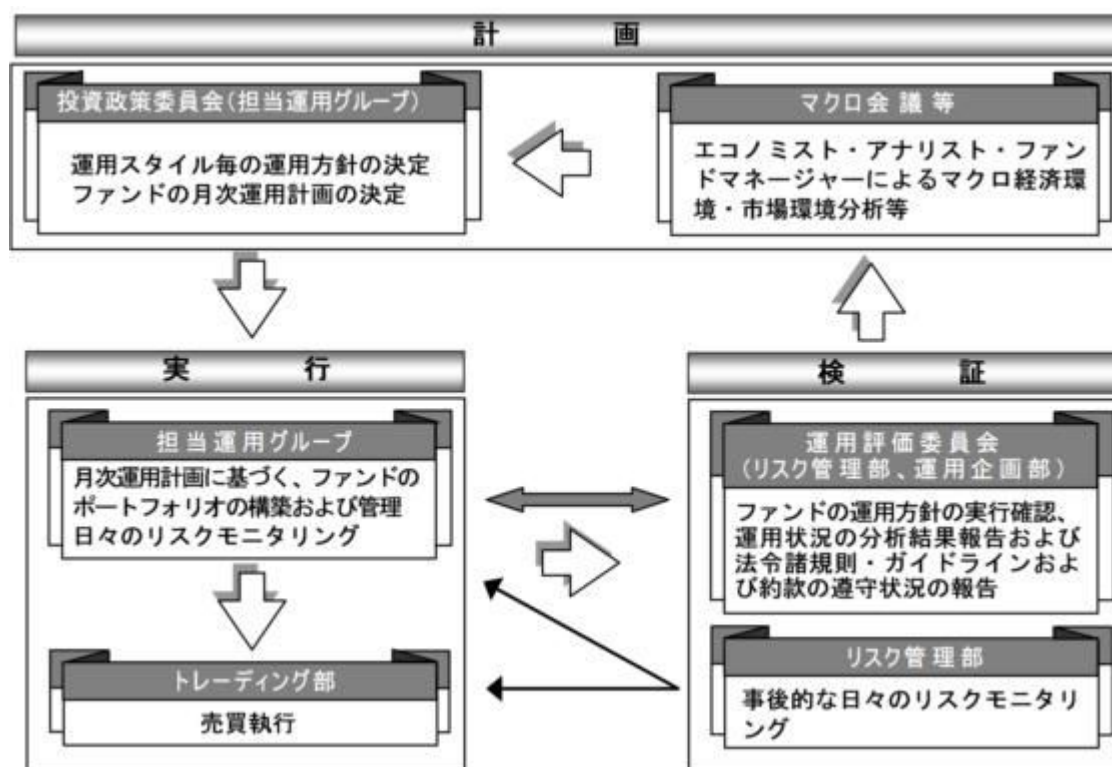 計画
投資政策委員会(担当運用グループ)
運用スタイル毎の運用方針の決定
ファンドの月次運用計画の決定
マクロ会議等
エコノミスト・アナリスト・ファン
ドマネージャーによるマクロ経済環
境・市場環境分析等
実行
担当運用グループ
月次運用計画に基づく、ファンドの
ポートフォリオの構築および管理
日々のリスクモニタリング
トレーディング部
売買執行
検証
運用評価委員会
(リスク管理部、運用企画部)
ファンドの運用方針の実行確認、
運用状況の分析結果報告および
法令諸規則・ガイドラインおよ
び約款の遵守状況の報告
リスク管理部
事後的な日々のリスクモニタリ
ング